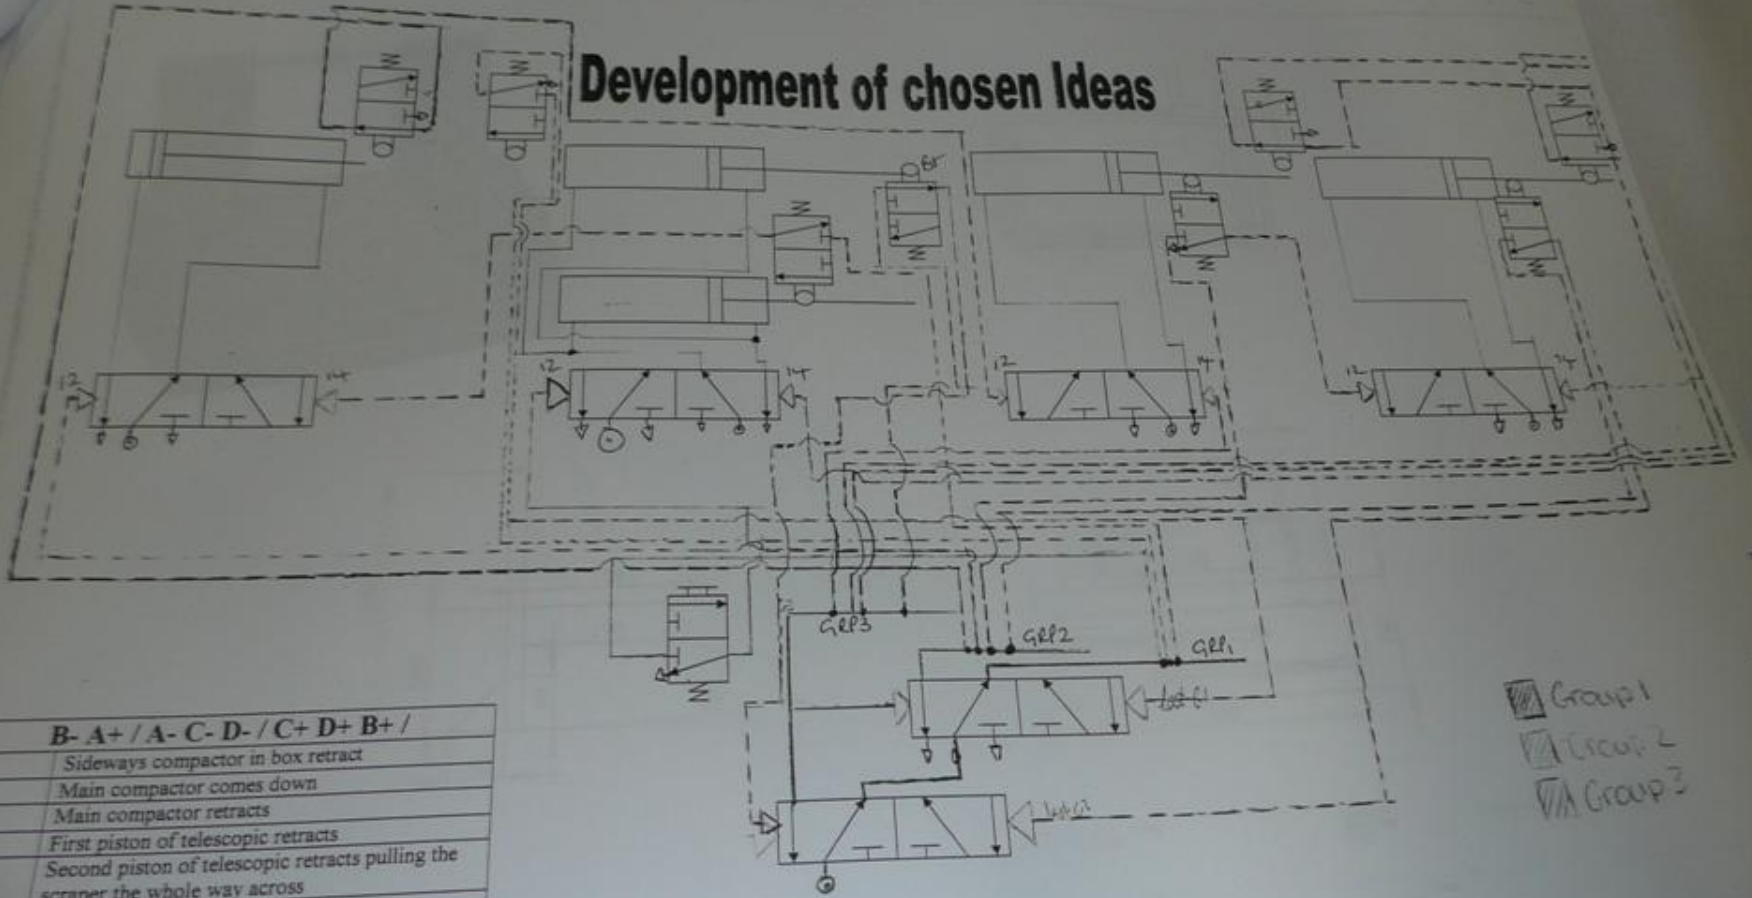 Development of chosen Ideas
B-
12
14
12
14
12
14
12
14
GRP3
GRP2
GRP1
B- A+ / A- C- D- / C+ D+ B+ /
Sideways compactor in box retract
Main compactor comes down
Main compactor retracts
First piston of telescopic retracts
Second piston of telescopic retracts pulling the
scraper the whole way across
Group 1
Group 2
Group 3